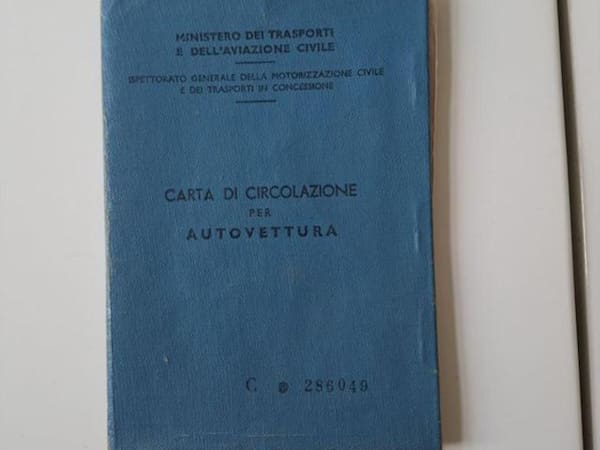 MINISTERO DEI TRASPORTI
E DELL'AVIAZIONE CIVILE
ISPETTORATO GENERALE DELLA MOTORIZZAZIONE CIVILE
E DEI TRASPORTI IN CONCESSIONE
CARTA DI CIRCOLAZIONE
PER
AUTOVETTURA
C 286049